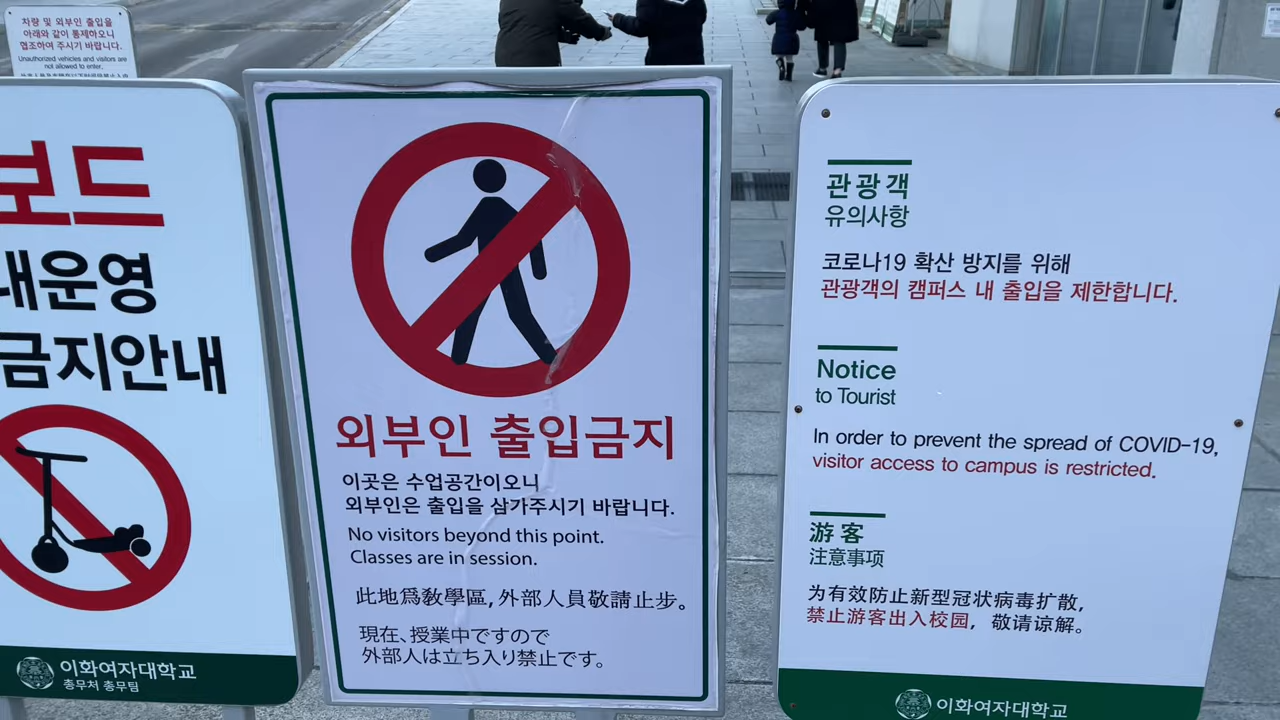 차량 및 외부인 출입을
아래와 같이 통제하오니
협조하여 주시기 바랍니다.
Unauthorized vehicles and visitors are
not allowed to enter.
보드
내운영
금지안내
이화여자대학교
총무처 총무팀
외부인 출입금지
이곳은 수업공간이오니
외부인은 출입을 삼가주시기 바랍니다.
No visitors beyond this point.
Classes are in session.
此地爲敎學區,外部人員敬請止步。
現在、授業中ですので
外部人は立ち入り禁止です。
관광객
유의사항
코로나19 확산 방지를 위해
관광객의 캠퍼스 내 출입을 제한합니다.
Notice
to Tourist
In order to prevent the spread of COVID-19,
visitor access to campus is restricted.
游客
注意事项
为有效防止新型冠状病毒扩散,
禁止游客出入校园, 敬请谅解。
이화여자대학교